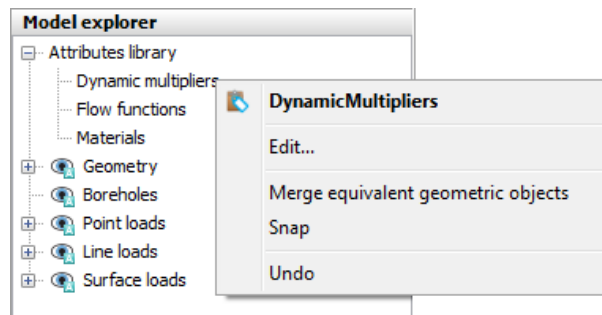 Model explorer
Attributes library
Dynamic multipliers
Flow functions
Materials
Geometry
Boreholes
Point loads
Line loads
Surface loads
DynamicMultipliers
Edit...
Merge equivalent geometric objects
Snap
Undo